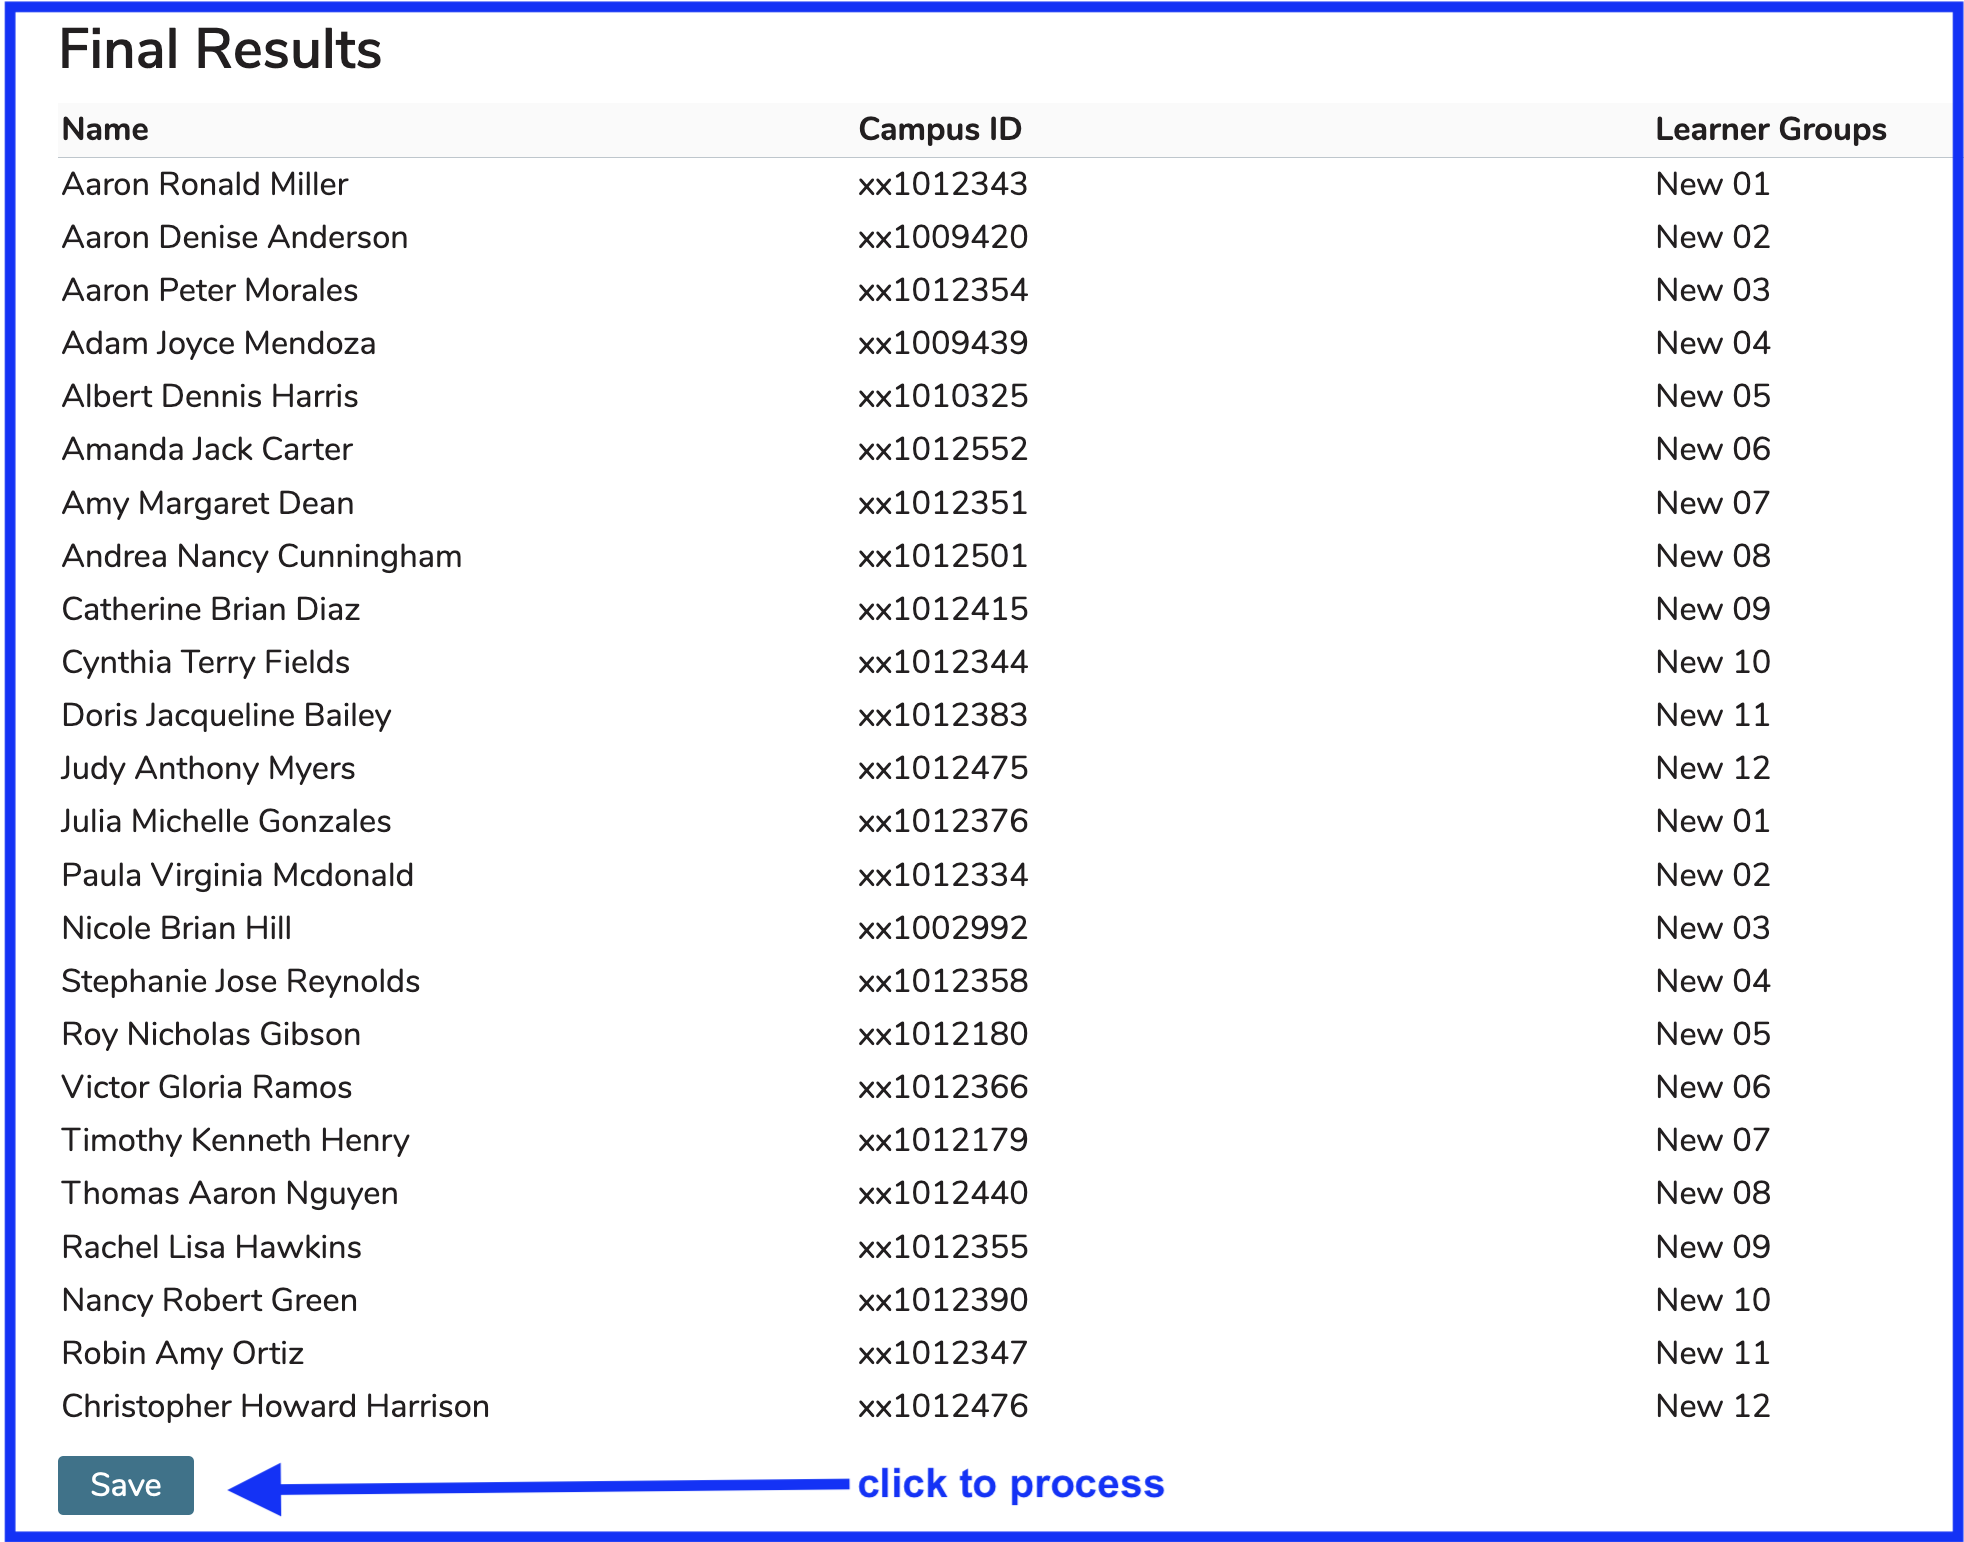 Final Results
Name Campus ID Learner Groups
Aaron Ronald Miller xx1012343 New 01
Aaron Denise Anderson xx1009420 New 02
Aaron Peter Morales xx1012354 New 03
Adam Joyce Mendoza xx1009439 New 04
Albert Dennis Harris xx1010325 New 05
Amanda Jack Carter xx1012552 New 06
Amy Margaret Dean xx1012351 New 07
Andrea Nancy Cunningham xx1012501 New 08
Catherine Brian Diaz xx1012415 New 09
Cynthia Terry Fields xx1012344 New 10
Doris Jacqueline Bailey xx1012383 New 11
Judy Anthony Myers xx1012475 New 12
Julia Michelle Gonzales xx1012376 New 01
Paula Virginia Mcdonald xx1012334 New 02
Nicole Brian Hill xx1002992 New 03
Stephanie Jose Reynolds xx1012358 New 04
Roy Nicholas Gibson xx1012180 New 05
Victor Gloria Ramos xx1012366 New 06
Timothy Kenneth Henry xx1012179 New 07
Thomas Aaron Nguyen xx1012440 New 08
Rachel Lisa Hawkins xx1012355 New 09
Nancy Robert Green xx1012390 New 10
Robin Amy Ortiz xx1012347 New 11
Christopher Howard Harrison xx1012476 New 12
Save click to process